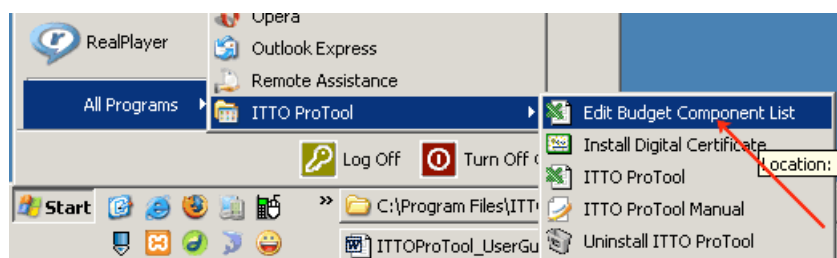 Opera
RealPlayer
Outlook Express
Remote Assistance
All Programs
ITTO ProTool
Edit Budget Component List
Install Digital Certificate
Location:
ITTO ProTool
ITTO ProTool Manual
Uninstall ITTO ProTool
Log Off
Turn Off
Start
»
C:\Program Files\ITT
ITTOProTool_UserGu